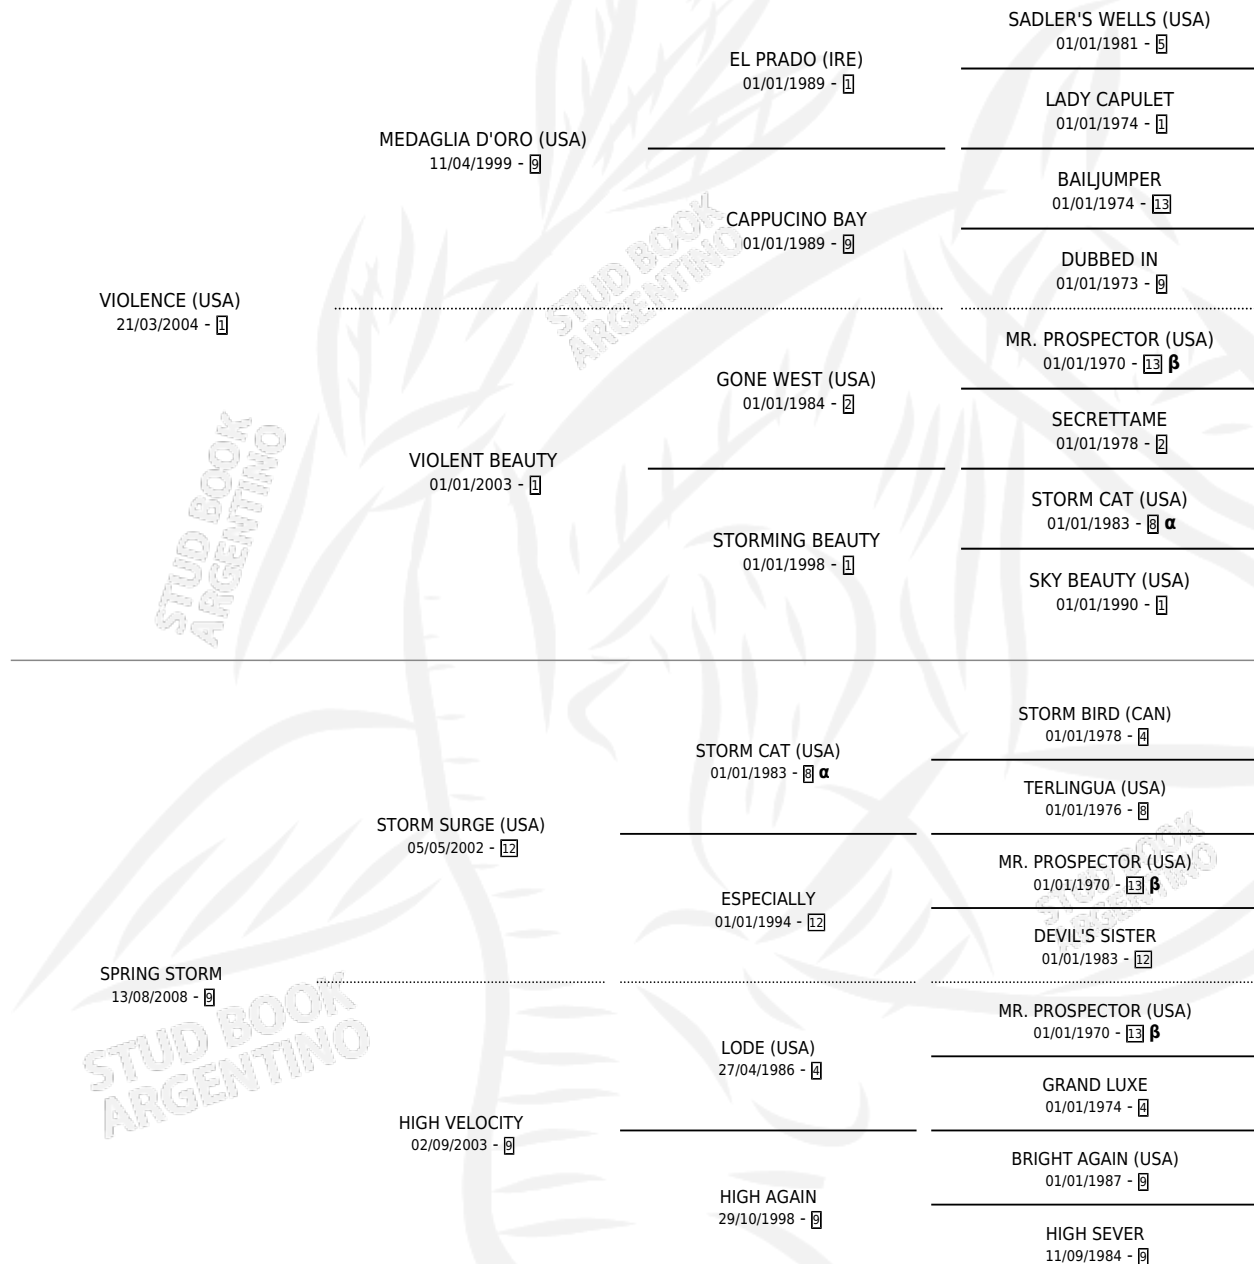 SADLER'S WELLS (USA)
01/01/1981 - 5
EL PRADO (IRE)
01/01/1989 - 1
LADY CAPULET
01/01/1974 - 1
MEDAGLIA D'ORO (USA)
11/04/1999 - 9
BAILJUMPER
01/01/1974 - 13
CAPPUCINO BAY
01/01/1989 - 9
DUBBED IN
01/01/1973 - 9
VIOLENCE (USA)
21/03/2004 - 1
MR. PROSPECTOR (USA)
01/01/1970 - 13 β
GONE WEST (USA)
01/01/1984 - 2
SECRETTAME
01/01/1978 - 2
VIOLENT BEAUTY
01/01/2003 - 1
STORM CAT (USA)
01/01/1983 - 8 α
STORMING BEAUTY
01/01/1998 - 1
SKY BEAUTY (USA)
01/01/1990 - 1
STORM BIRD (CAN)
01/01/1978 - 4
STORM CAT (USA)
01/01/1983 - 8 α
TERLINGUA (USA)
01/01/1976 - 8
STORM SURGE (USA)
05/05/2002 - 12
MR. PROSPECTOR (USA)
01/01/1970 - 13 β
ESPECIALLY
01/01/1994 - 12
DEVIL'S SISTER
01/01/1983 - 12
SPRING STORM
13/08/2008 - 9
MR. PROSPECTOR (USA)
01/01/1970 - 13 β
LODE (USA)
27/04/1986 - 4
GRAND LUXE
01/01/1974 - 4
HIGH VELOCITY
02/09/2003 - 9
BRIGHT AGAIN (USA)
01/01/1987 - 9
HIGH AGAIN
29/10/1998 - 9
HIGH SEVER
11/09/1984 - 9
STUD BOOK
ARGENTINO
STUD BOOK
ARGENTINO
STUD BOOK
ARGENTINO
STUD BOOK
ARGENTINO